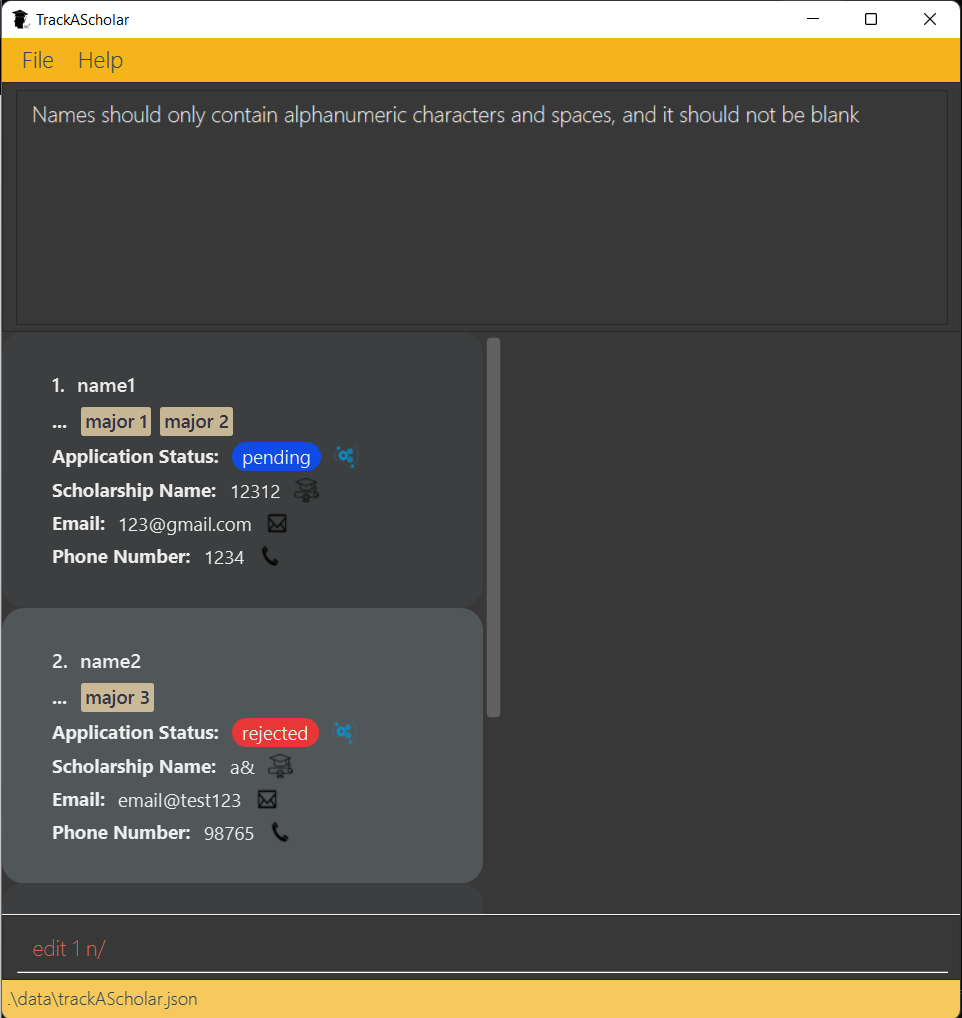 TrackAScholar
File Help
Names should only contain alphanumeric characters and spaces, and it should not be blank
1. name1
... major 1 major 2
Application Status: pending
Scholarship Name: 12312
Email: 123@gmail.com
Phone Number: 1234
2. name2
... major 3
Application Status: rejected
Scholarship Name: a&
Email: email@test123
Phone Number: 98765
edit 1 n/
.\data\trackAScholar.json